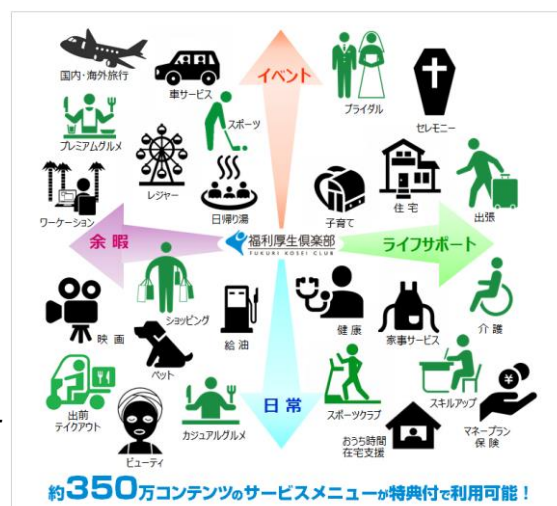 イベント
国内・海外旅行
車サービス
ブライダル
セレモニー
プレミアムグルメ
スポーツ
レジャー
日帰り湯
ワーケーション
子育て
住宅
出張
余暇
福利厚生倶楽部
FUKURI KOSEI CLUB
ライフサポート
映画
ショッピング
給油
ペット
健康
家事サービス
介護
出前
テイクアウト
ビューティ
カジュアルグルメ
日常
スポーツクラブ
おうち時間
在宅支援
スキルアップ
マネープラン
保険
¥
約350万コンテンツのサービスメニューが特典付で利用可能！